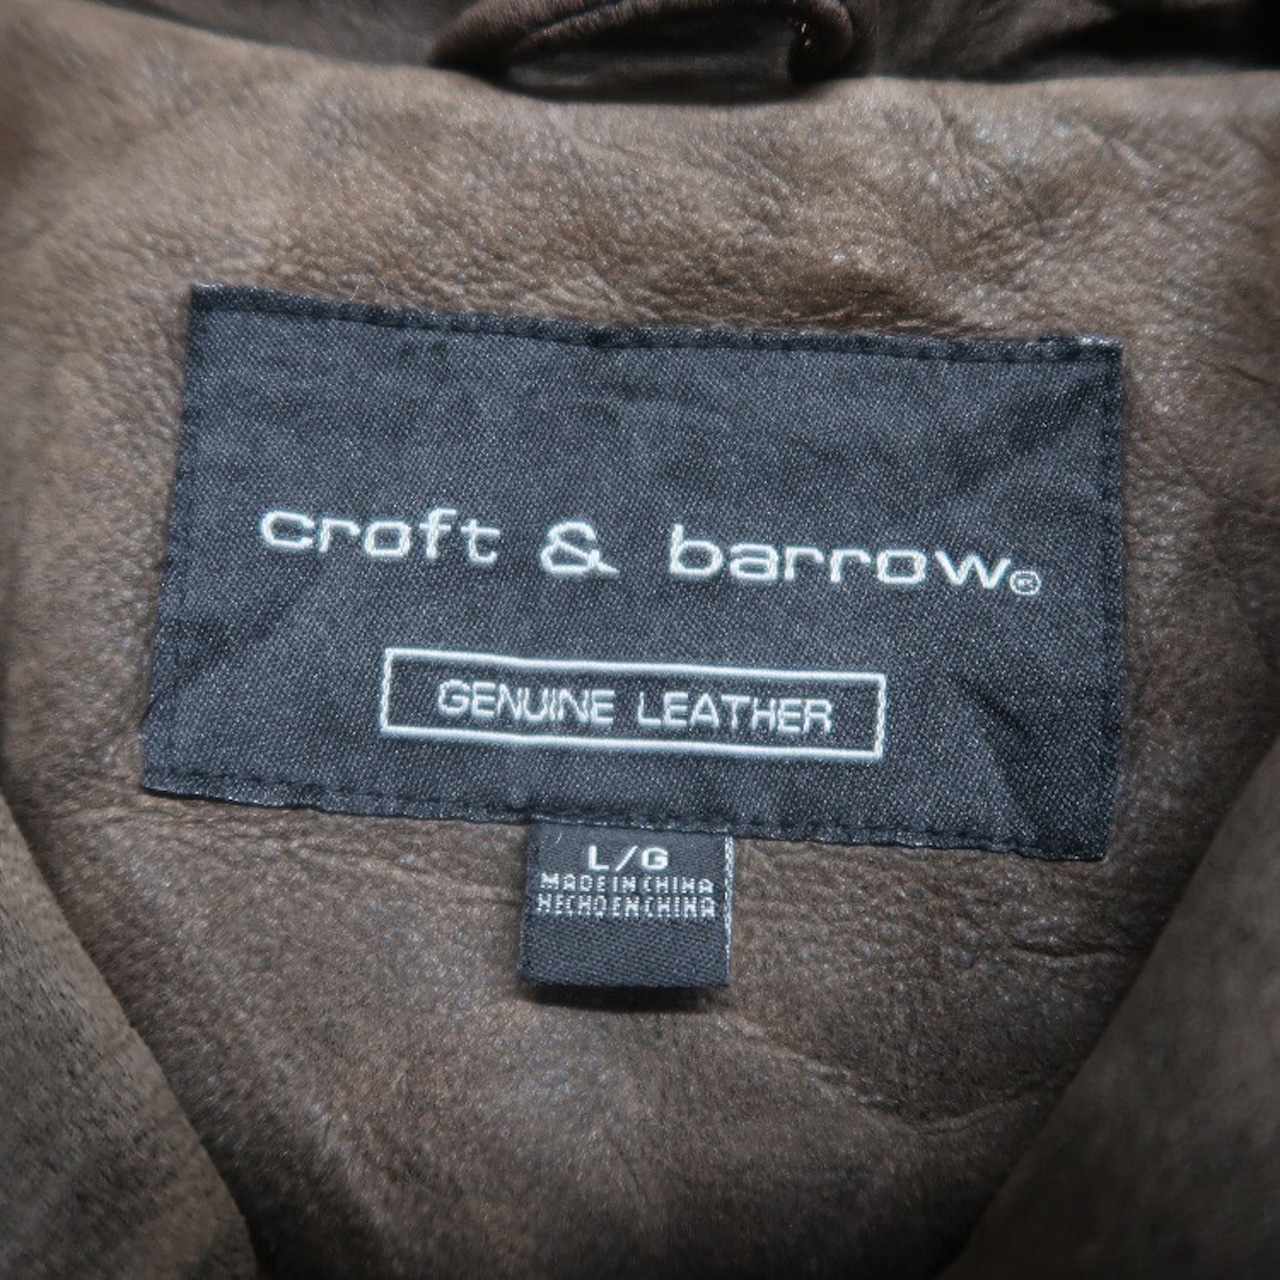 croft & barrow®
GENUINE LEATHER
L/G
MADE IN CHINA
HECHO EN CHINA